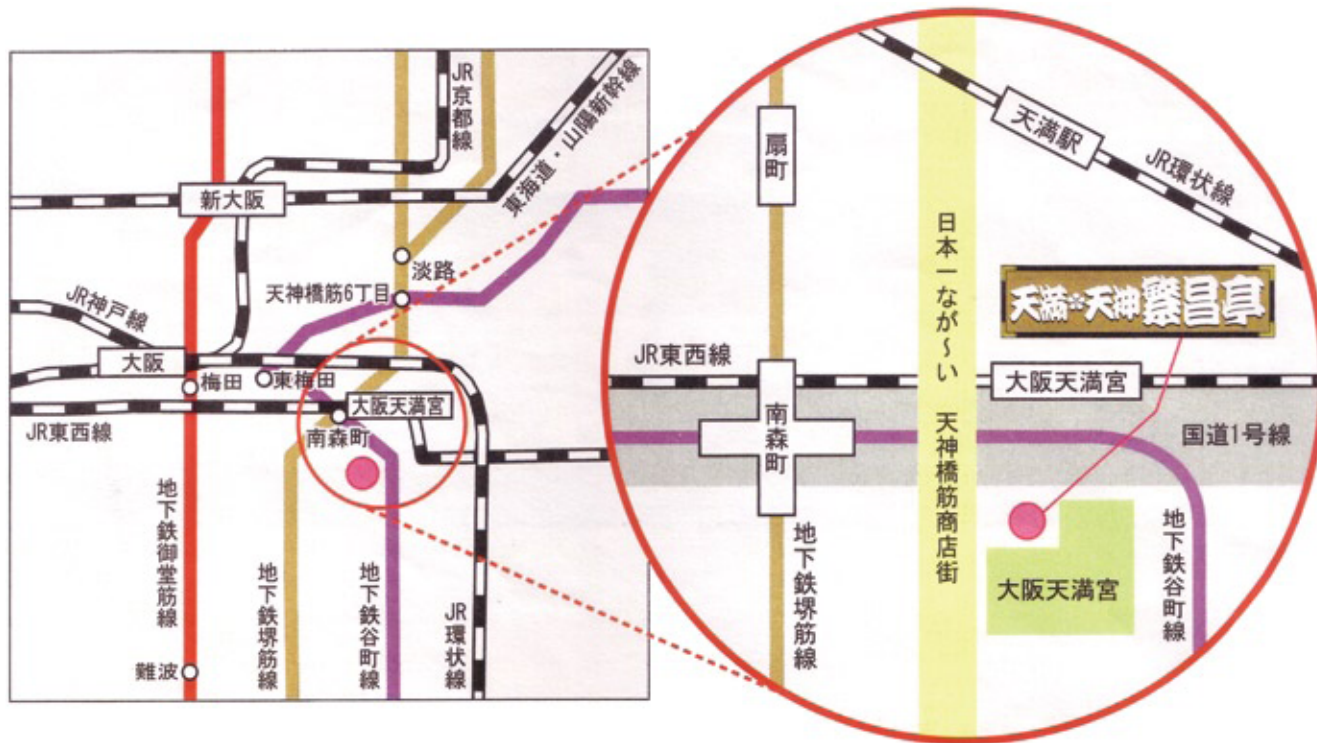 JR京都線
東海道・山陽新幹線
新大阪
淡路
天神橋筋6丁目
JR神戸線
大阪
梅田
東梅田
大阪天満宮
南森町
JR東西線
地下鉄御堂筋線
地下鉄堺筋線
地下鉄谷町線
JR環状線
難波
扇町
天満駅
JR環状線
日本一なが〜い 天神橋筋商店街
天満*天神繁昌亭
JR東西線
大阪天満宮
南森町
国道1号線
地下鉄堺筋線
大阪天満宮
地下鉄谷町線